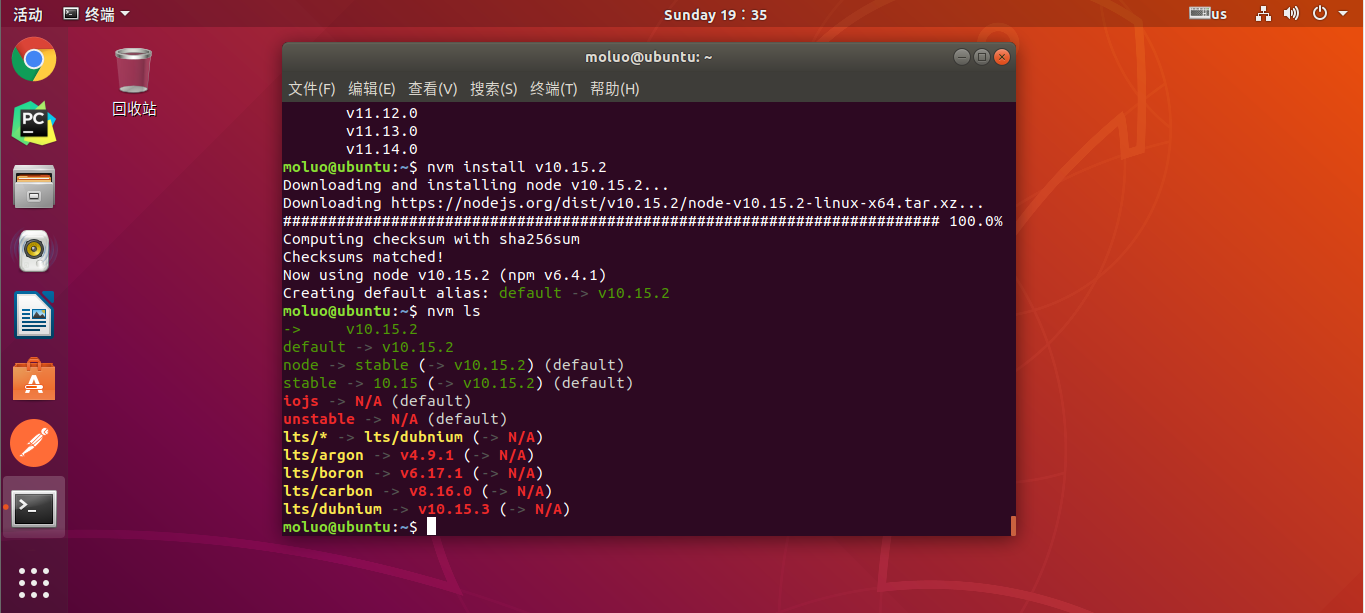 活动 终端 Sunday 19：35 us
PC
回收站
moluo@ubuntu: ~
文件(F) 编辑(E) 查看(V) 搜索(S) 终端(T) 帮助(H)
v11.12.0
v11.13.0
v11.14.0
moluo@ubuntu:~$ nvm install v10.15.2
Downloading and installing node v10.15.2...
Downloading https://nodejs.org/dist/v10.15.2/node-v10.15.2-linux-x64.tar.xz...
######################################################################### 100.0%
Computing checksum with sha256sum
Checksums matched!
Now using node v10.15.2 (npm v6.4.1)
Creating default alias: default -> v10.15.2
moluo@ubuntu:~$ nvm ls
-> v10.15.2
default -> v10.15.2
node -> stable (-> v10.15.2) (default)
stable -> 10.15 (-> v10.15.2) (default)
iojs -> N/A (default)
unstable -> N/A (default)
lts/* -> lts/dubnium (-> N/A)
lts/argon -> v4.9.1 (-> N/A)
lts/boron -> v6.17.1 (-> N/A)
lts/carbon -> v8.16.0 (-> N/A)
lts/dubnium -> v10.15.3 (-> N/A)
moluo@ubuntu:~$